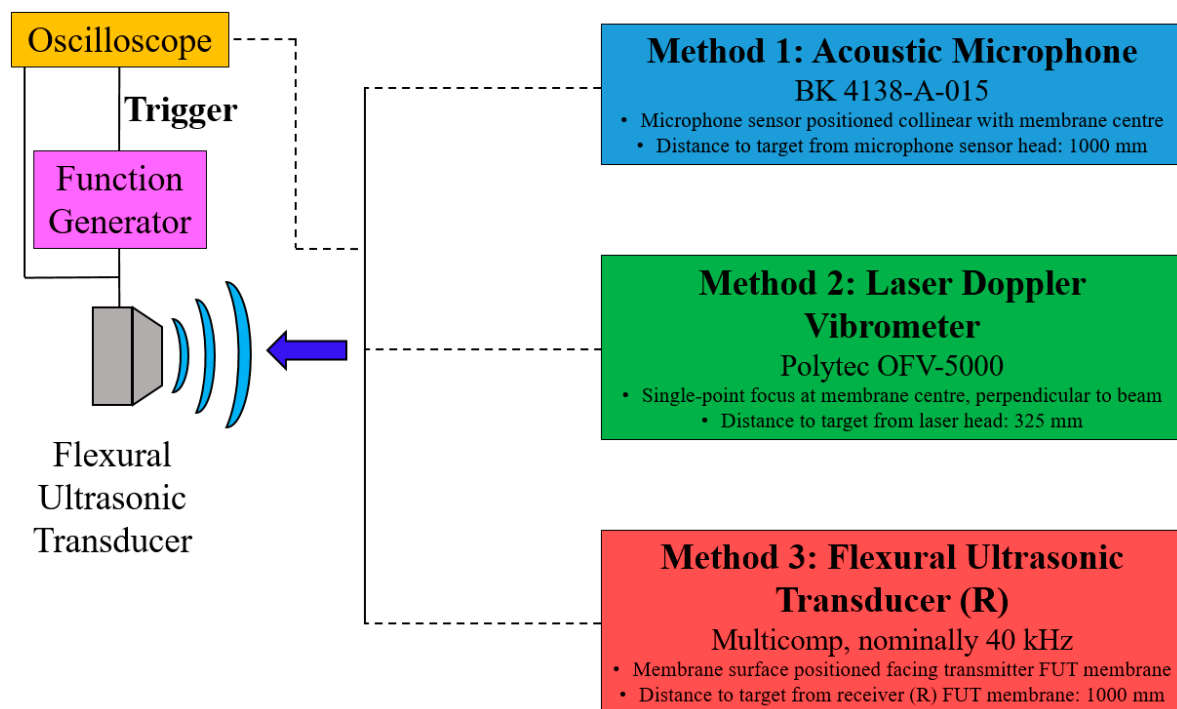 Oscilloscope
Trigger
Function
Generator
Flexural
Ultrasonic
Transducer
Method 1: Acoustic Microphone
BK 4138-A-015
• Microphone sensor positioned collinear with membrane centre
• Distance to target from microphone sensor head: 1000 mm
Method 2: Laser Doppler
Vibrometer
Polytec OFV-5000
• Single-point focus at membrane centre, perpendicular to beam
• Distance to target from laser head: 325 mm
Method 3: Flexural Ultrasonic
Transducer (R)
Multicomp, nominally 40 kHz
• Membrane surface positioned facing transmitter FUT membrane
• Distance to target from receiver (R) FUT membrane: 1000 mm